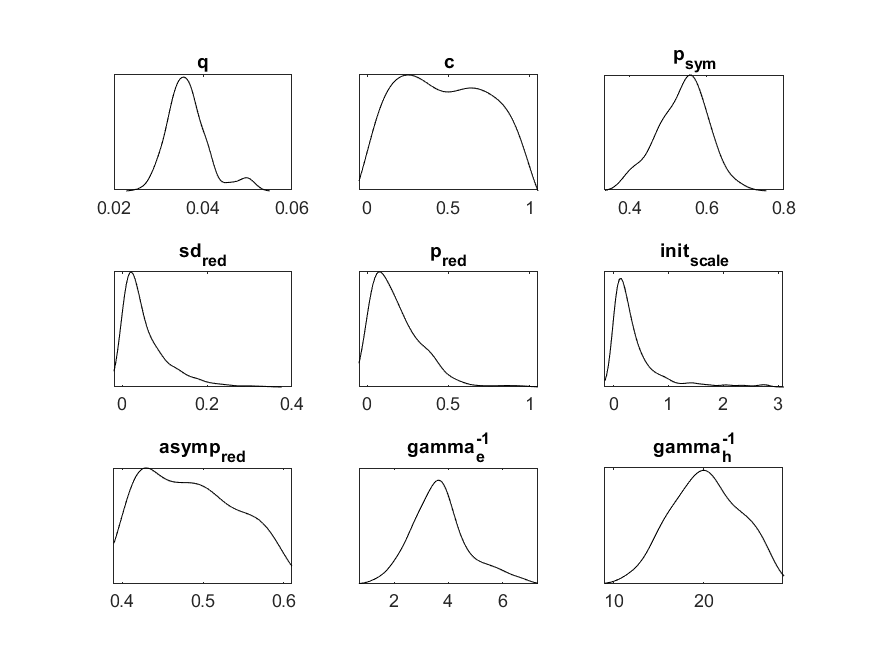 q c p_sym
0.02 0.04 0.06 0 0.5 1 0.4 0.6 0.8
sd_red p_red init_scale
0 0.2 0.4 0 0.5 1 0 1 2 3
asymp_red gamma_e^-1 gamma_h^-1
0.4 0.5 0.6 2 4 6 10 20